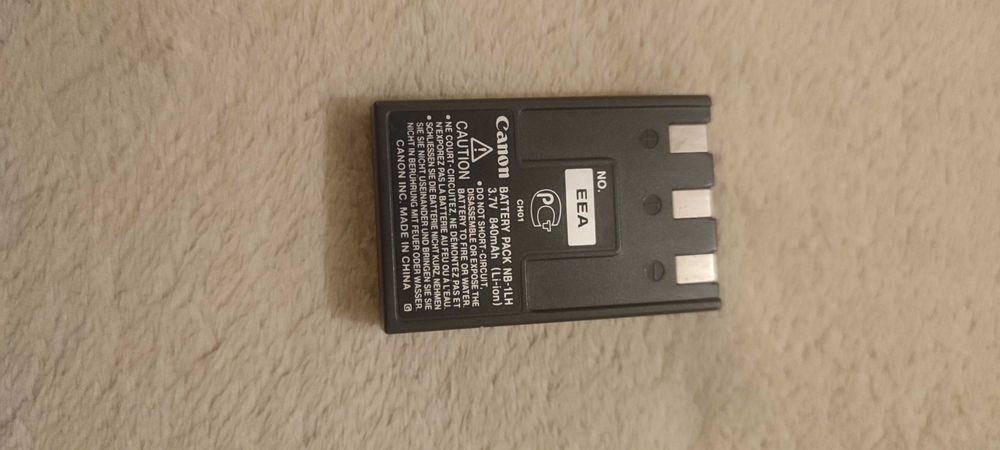 NO.
EEA
PCT
CH01
Canon BATTERY PACK NB-1LH
3.7V 840mAh (Li-ion)
CAUTION
• DO NOT SHORT-CIRCUIT,
DISASSEMBLE OR EXPOSE THE
BATTERY TO FIRE OR WATER.
• NE COURT-CIRCUITEZ, NE DEMONTEZ PAS ET
N'EXPOREZ PAS LA BATTERIE AU FEU OU A L'EAU.
• SCHLIESSEN SIE DIE BATTERIE NICHT KURZ, NEHMEN
SIE SIE NICHT USEINANDER UND BRINGEN SIE SIE
NICHT IN BERÜHRUNG MIT FEUER ODER WASSER.
CANON INC. MADE IN CHINA